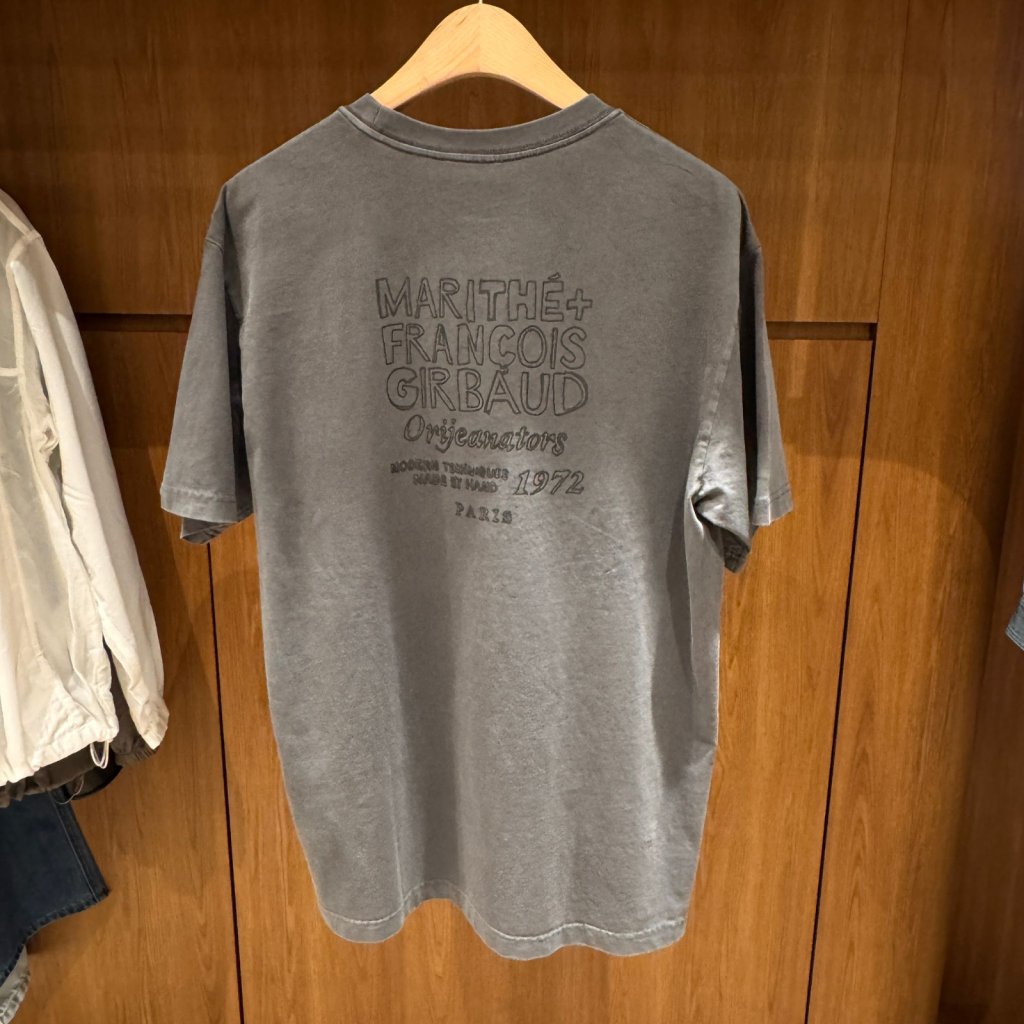 MARITHÉ+
FRANÇOIS
GIRBAUD
Orijeanators
MODERN TECHNIQUES
MADE BY HAND 1972
PARIS